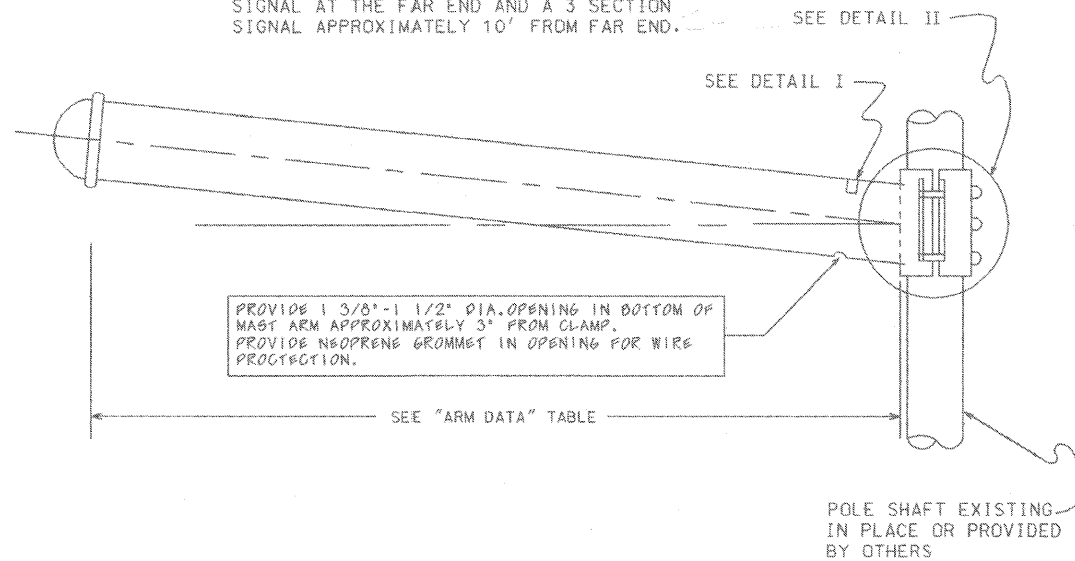 SIGNAL AT THE FAR END AND A 3 SECTION
SIGNAL APPROXIMATELY 10' FROM FAR END.
SEE DETAIL II
SEE DETAIL I
PROVIDE 1 3/8"-1 1/2" DIA.OPENING IN BOTTOM OF
MAST ARM APPROXIMATELY 3" FROM CLAMP.
PROVIDE NEOPRENE GROMMET IN OPENING FOR WIRE
PROCTECTION.
SEE "ARM DATA" TABLE
POLE SHAFT EXISTING
IN PLACE OR PROVIDED
BY OTHERS